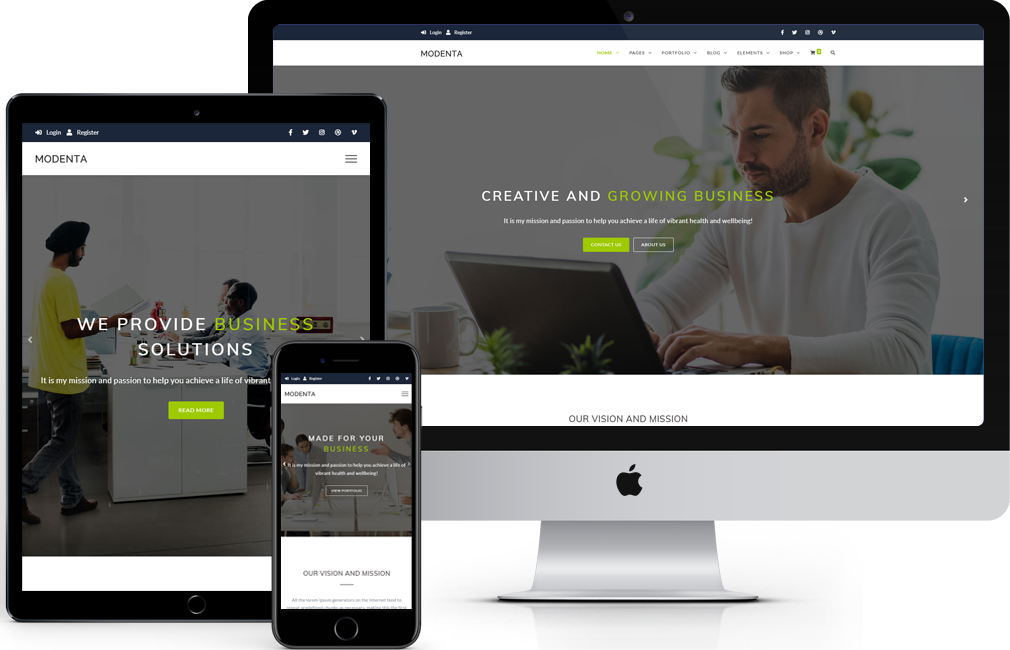 Login Register
MODENTA
HOME PAGES PORTFOLIO BLOG ELEMENTS SHOP 0
CREATIVE AND GROWING BUSINESS
It is my mission and passion to help you achieve a life of vibrant health and wellbeing!
CONTACT US ABOUT US
OUR VISION AND MISSION
Login Register
MODENTA
WE PROVIDE BUSINESS
SOLUTIONS
It is my mission and passion to help you achieve a life of vibrant
READ MORE
Login Register
MODENTA
MADE FOR YOUR
BUSINESS
It is my mission and passion to help you achieve a life of
vibrant health and wellbeing!
VIEW PORTFOLIO
OUR VISION AND MISSION
All the lorem ipsum generators on the Internet tend to
repeat predefined chunks as necessary, making this the first